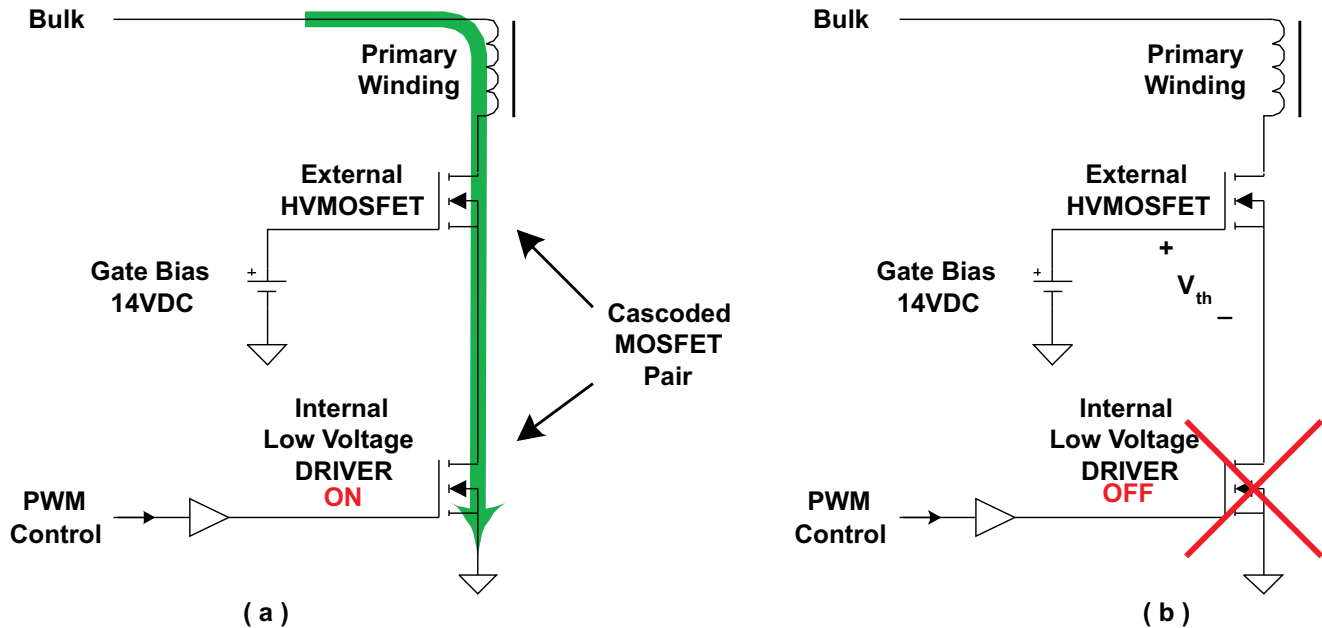 Bulk
Primary
Winding
External
HVMOSFET
+
Gate Bias
14VDC
Cascoded
MOSFET
Pair
Internal
Low Voltage
DRIVER
ON
PWM
Control
( a )
Bulk
Primary
Winding
External
HVMOSFET
+
Vth
–
+
Gate Bias
14VDC
Internal
Low Voltage
DRIVER
OFF
PWM
Control
( b )